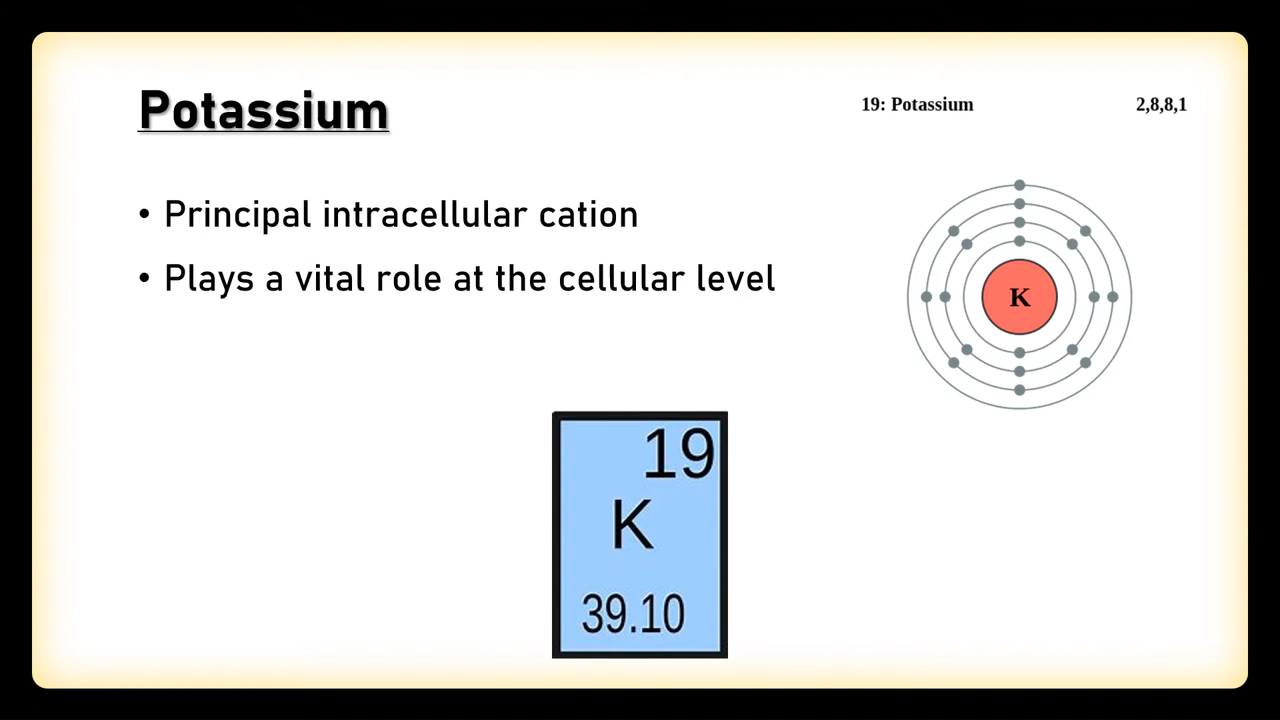 Potassium
• Principal intracellular cation
• Plays a vital role at the cellular level
19: Potassium 2,8,8,1
K
19
K
39.10